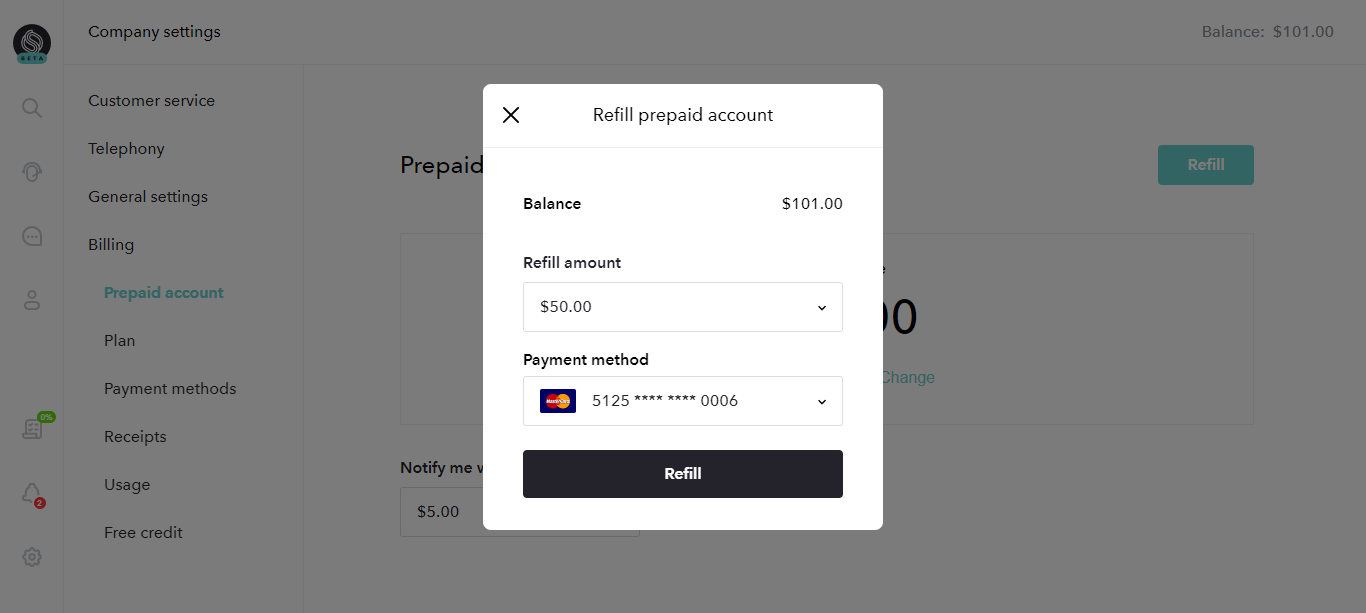 Company settings
Balance: $101.00
BETA
Customer service
Telephony
General settings
Billing
Prepaid account
Plan
Payment methods
Receipts
Usage
Free credit
0%
2
Prepaid
Refill
Change
Notify me
$5.00
Refill prepaid account
Balance
$101.00
Refill amount
$50.00
Payment method
MasterCard
5125 **** **** 0006
Refill